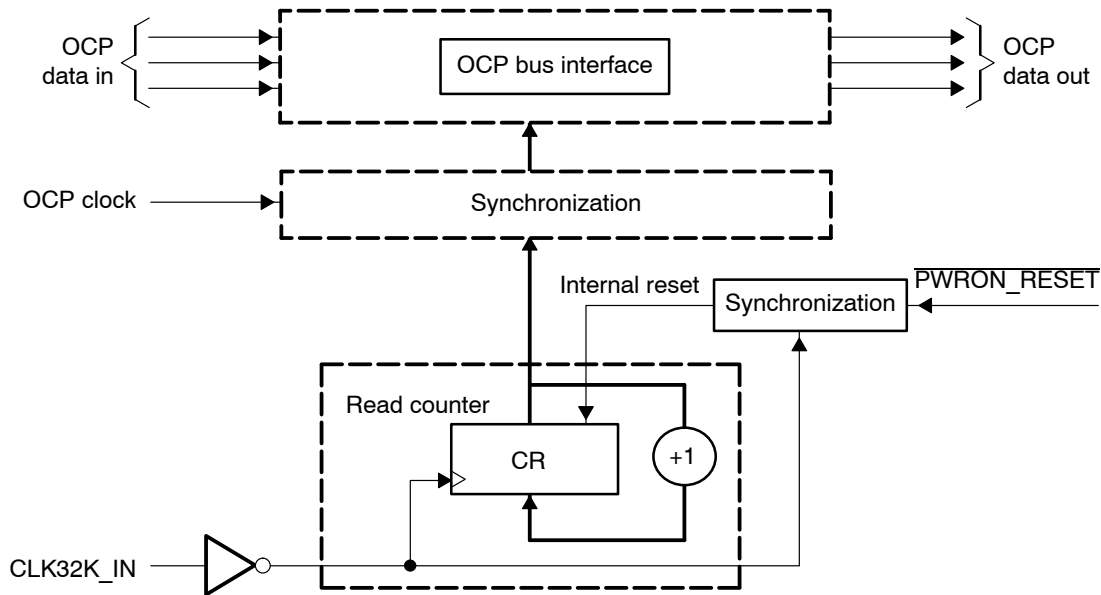 OCP
data in
OCP bus interface
OCP
data out
OCP clock
Synchronization
Internal reset
Synchronization
PWRON_RESET
Read counter
CR
+1
CLK32K_IN